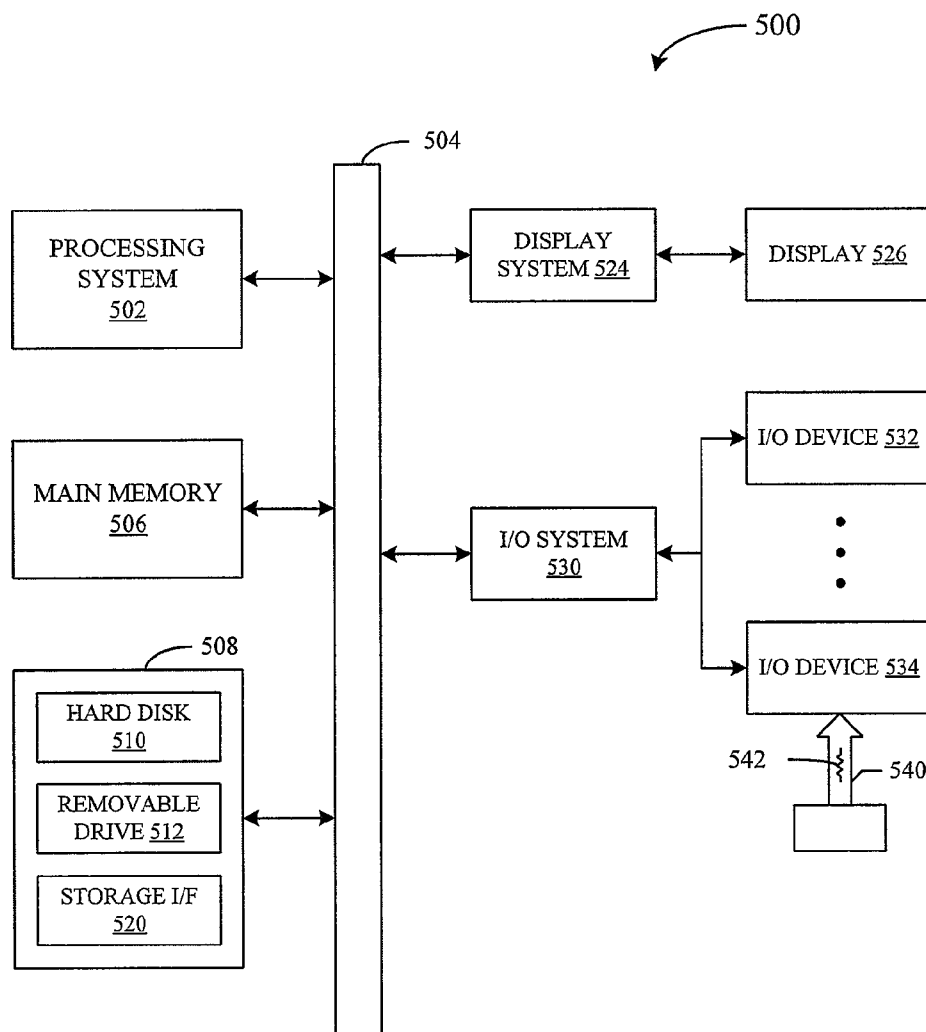 500
504
PROCESSING
SYSTEM
502
DISPLAY
SYSTEM 524
DISPLAY 526
MAIN MEMORY
506
I/O DEVICE 532
I/O SYSTEM
530
508
HARD DISK
510
REMOVABLE
DRIVE 512
STORAGE I/F
520
I/O DEVICE 534
542
540